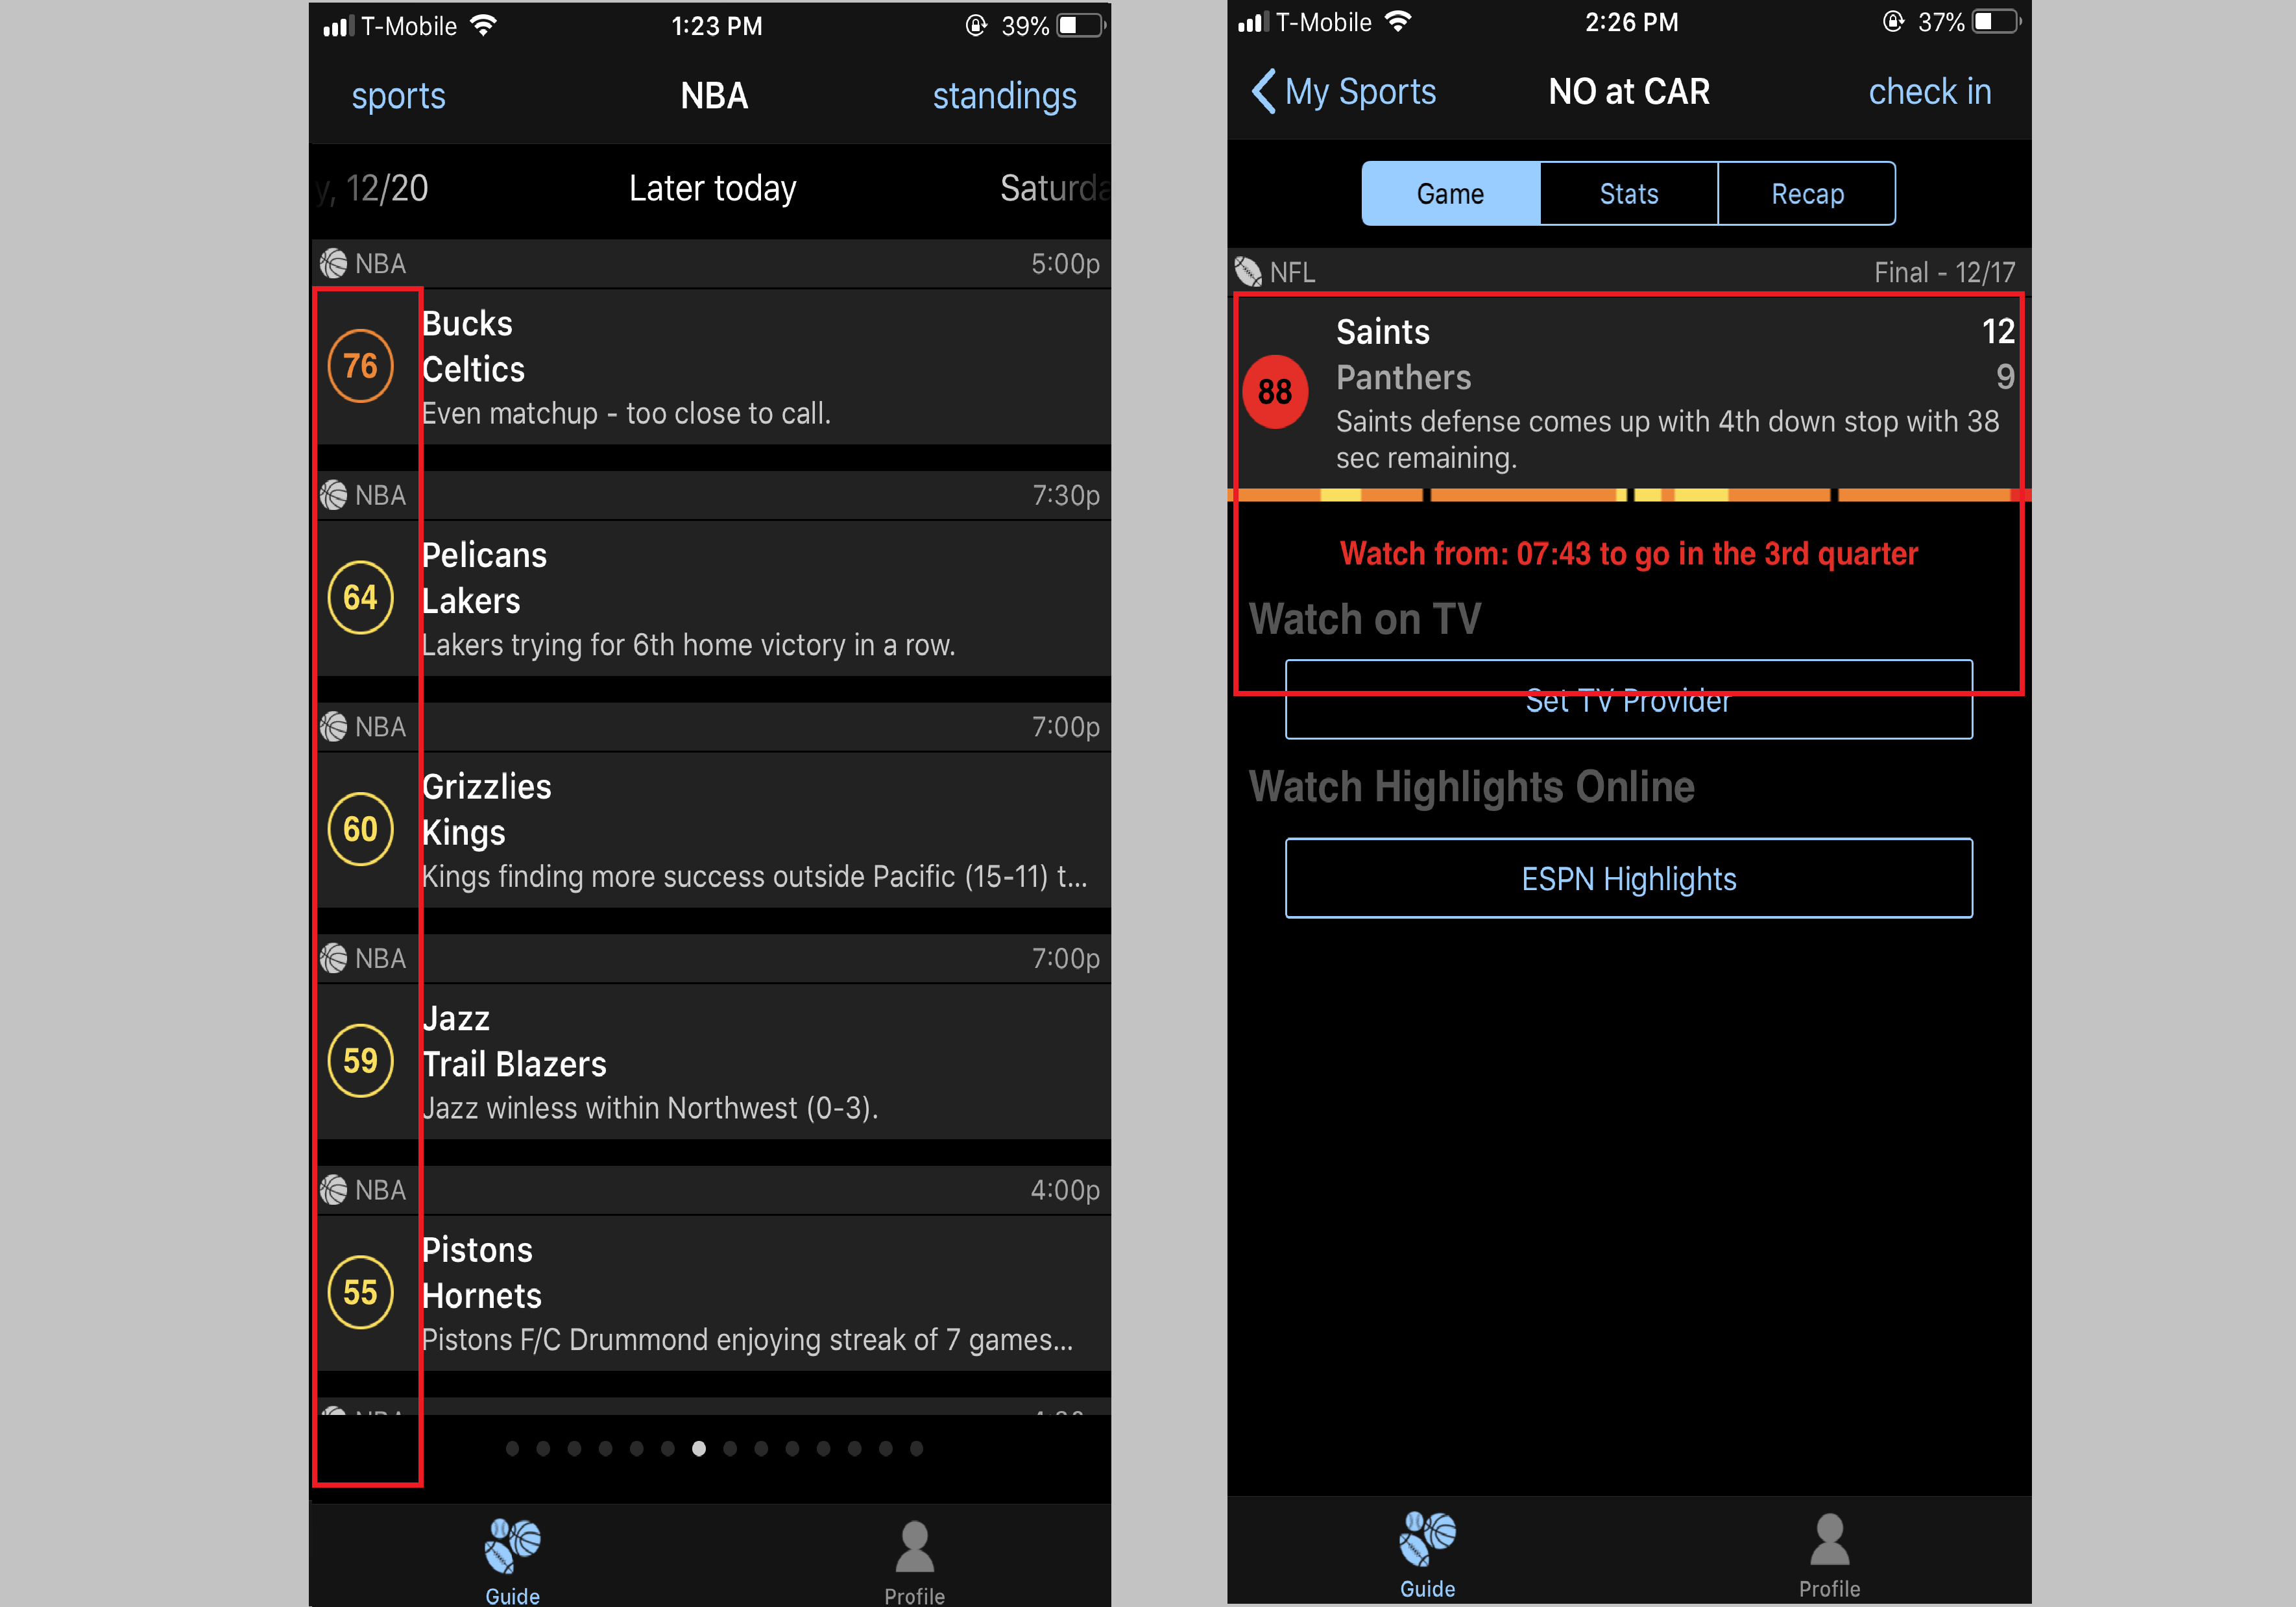 T-Mobile 1:23 PM 39%
sports NBA standings
y, 12/20 Later today Saturda
NBA 5:00p
76
Bucks
Celtics
Even matchup - too close to call.
NBA 7:30p
64
Pelicans
Lakers
Lakers trying for 6th home victory in a row.
NBA 7:00p
60
Grizzlies
Kings
Kings finding more success outside Pacific (15-11) t...
NBA 7:00p
59
Jazz
Trail Blazers
Jazz winless within Northwest (0-3).
NBA 4:00p
55
Pistons
Hornets
Pistons F/C Drummond enjoying streak of 7 games...
NBA
Guide Profile
T-Mobile 2:26 PM 37%
My Sports NO at CAR check in
Game Stats Recap
NFL Final - 12/17
88
Saints 12
Panthers 9
Saints defense comes up with 4th down stop with 38
sec remaining.
Watch from: 07:43 to go in the 3rd quarter
Watch on TV
Set TV Provider
Watch Highlights Online
ESPN Highlights
Guide Profile